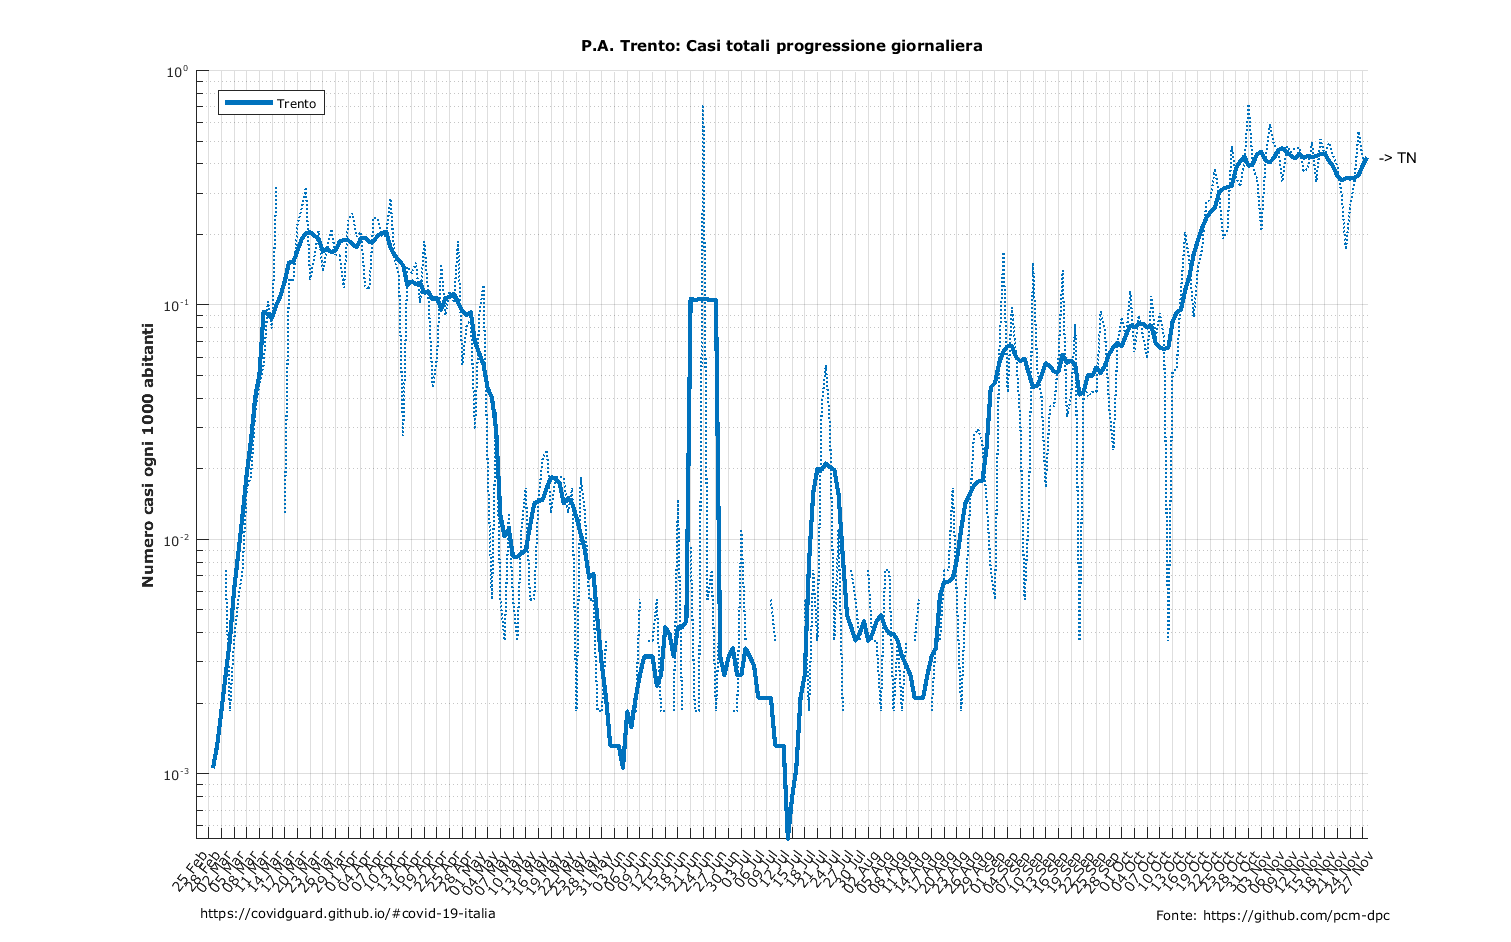 P.A. Trento: Casi totali progressione giornaliera
10^0
Trento
-> TN
10^-1
Numero casi ogni 1000 abitanti
10^-2
10^-3
25 Feb
28 Feb
02 Mar
05 Mar
08 Mar
11 Mar
14 Mar
17 Mar
20 Mar
23 Mar
26 Mar
29 Mar
01 Apr
04 Apr
07 Apr
10 Apr
13 Apr
16 Apr
19 Apr
22 Apr
25 Apr
28 Apr
01 May
04 May
07 May
10 May
13 May
16 May
19 May
22 May
25 May
28 May
31 May
03 Jun
06 Jun
09 Jun
12 Jun
15 Jun
18 Jun
21 Jun
24 Jun
27 Jun
30 Jun
03 Jul
06 Jul
09 Jul
12 Jul
15 Jul
18 Jul
21 Jul
24 Jul
27 Jul
30 Jul
02 Aug
05 Aug
08 Aug
11 Aug
14 Aug
17 Aug
20 Aug
23 Aug
26 Aug
29 Aug
01 Sep
04 Sep
07 Sep
10 Sep
13 Sep
16 Sep
19 Sep
22 Sep
25 Sep
28 Sep
01 Oct
04 Oct
07 Oct
10 Oct
13 Oct
16 Oct
19 Oct
22 Oct
25 Oct
28 Oct
31 Oct
03 Nov
06 Nov
09 Nov
12 Nov
15 Nov
18 Nov
21 Nov
24 Nov
27 Nov
https://covidguard.github.io/#covid-19-italia
Fonte: https://github.com/pcm-dpc